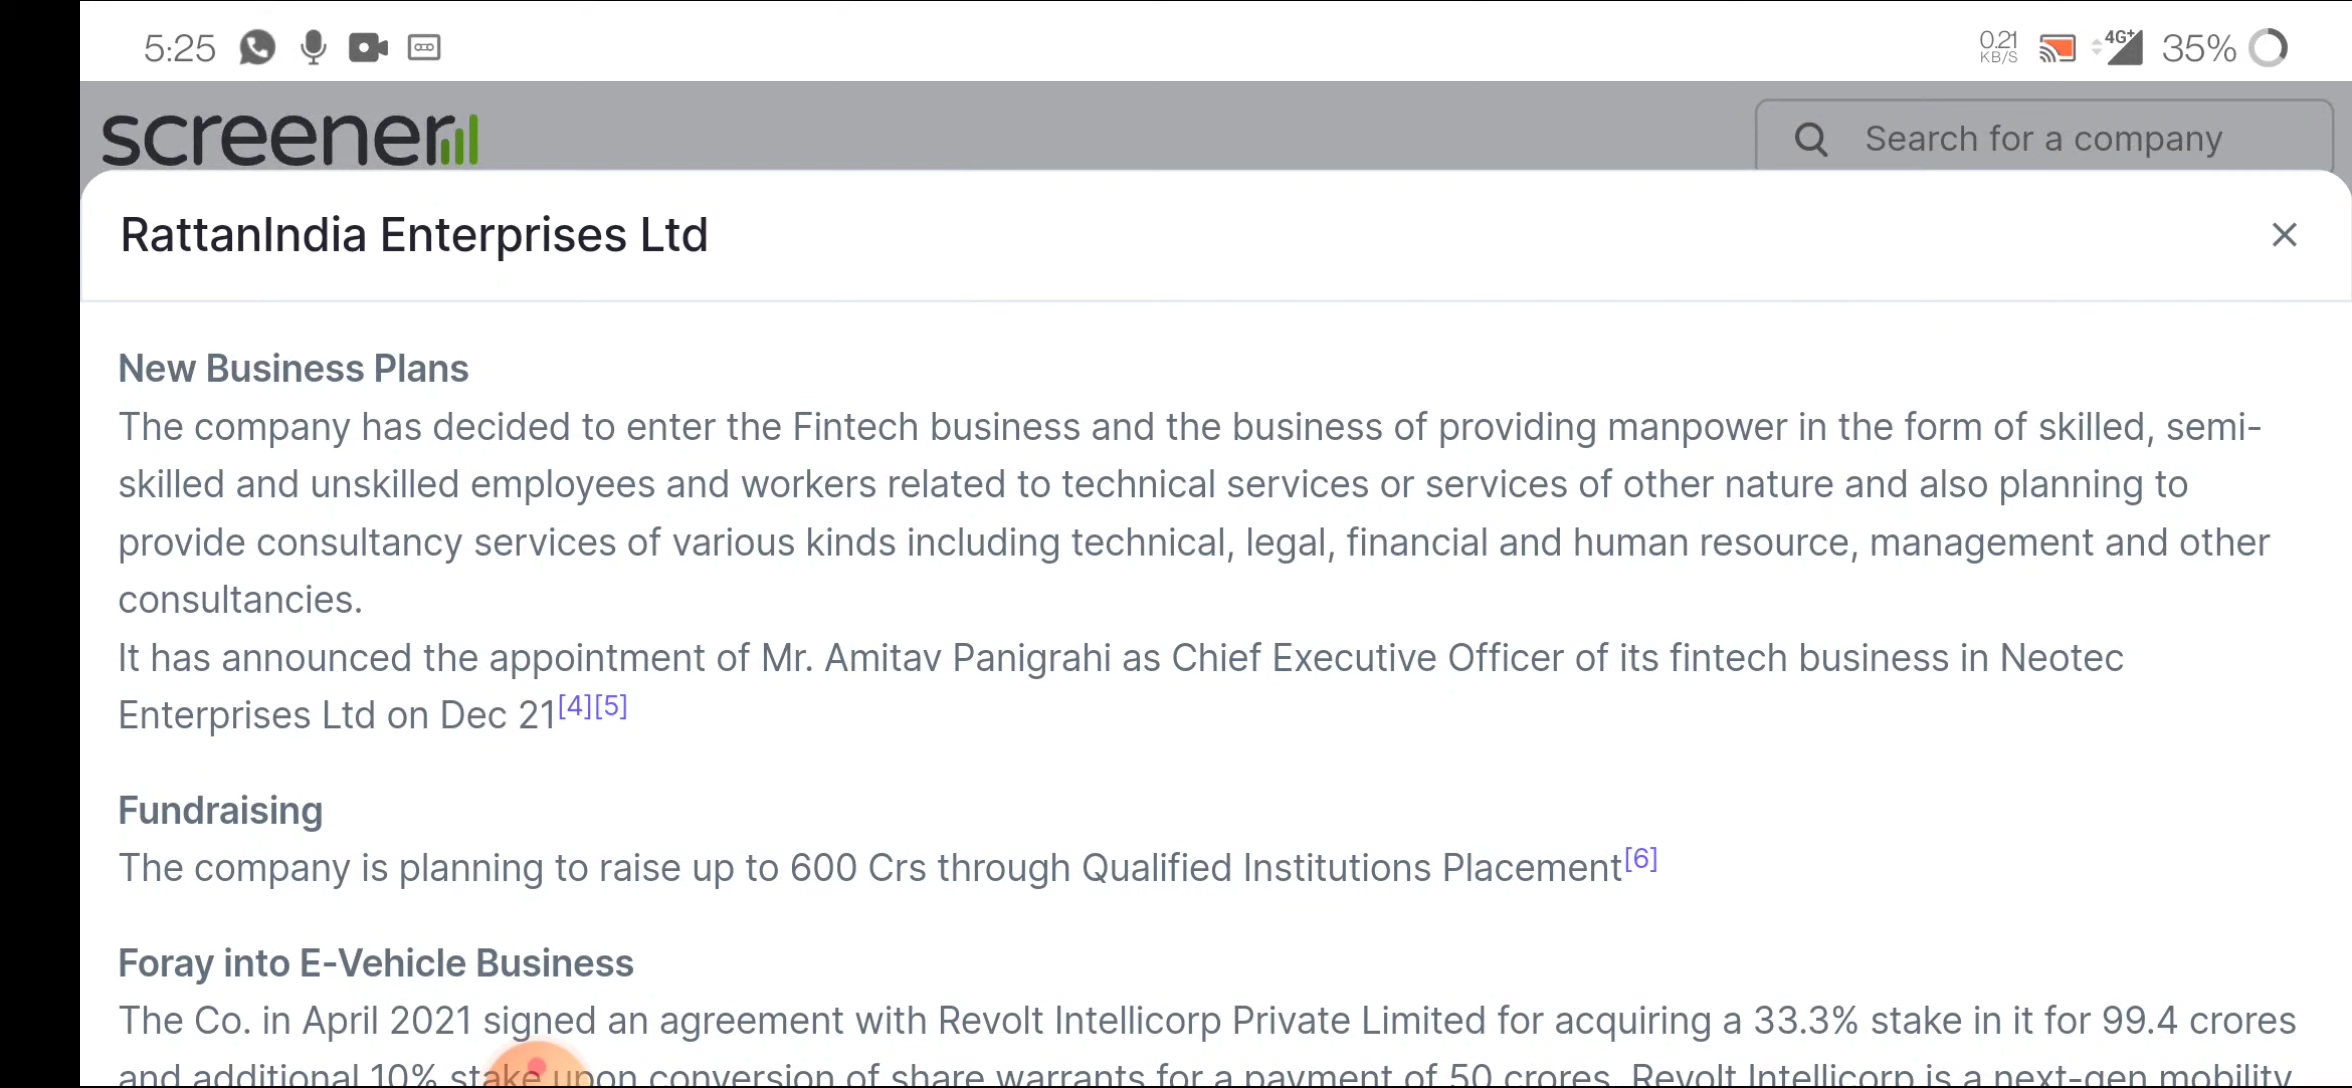 5:25 0.21 KB/S 4G+ 35%
screener Search for a company
RattanIndia Enterprises Ltd
New Business Plans
The company has decided to enter the Fintech business and the business of providing manpower in the form of skilled, semi-
skilled and unskilled employees and workers related to technical services or services of other nature and also planning to
provide consultancy services of various kinds including technical, legal, financial and human resource, management and other
consultancies.
It has announced the appointment of Mr. Amitav Panigrahi as Chief Executive Officer of its fintech business in Neotec
Enterprises Ltd on Dec 21[4][5]
Fundraising
The company is planning to raise up to 600 Crs through Qualified Institutions Placement[6]
Foray into E-Vehicle Business
The Co. in April 2021 signed an agreement with Revolt Intellicorp Private Limited for acquiring a 33.3% stake in it for 99.4 crores
and additional 10% stake upon conversion of share warrants for a payment of 50 crores. Revolt Intellicorp is a next-gen mobility